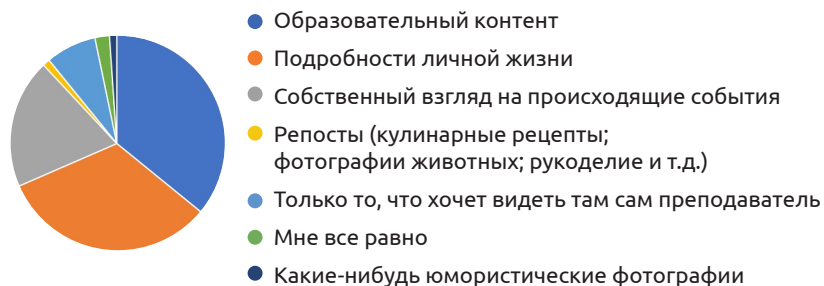 Образовательный контент
Подробности личной жизни
Собственный взгляд на происходящие события
Репосты (кулинарные рецепты;
фотографии животных; рукоделие и т.д.)
Только то, что хочет видеть там сам преподаватель
Мне все равно
Какие-нибудь юмористические фотографии